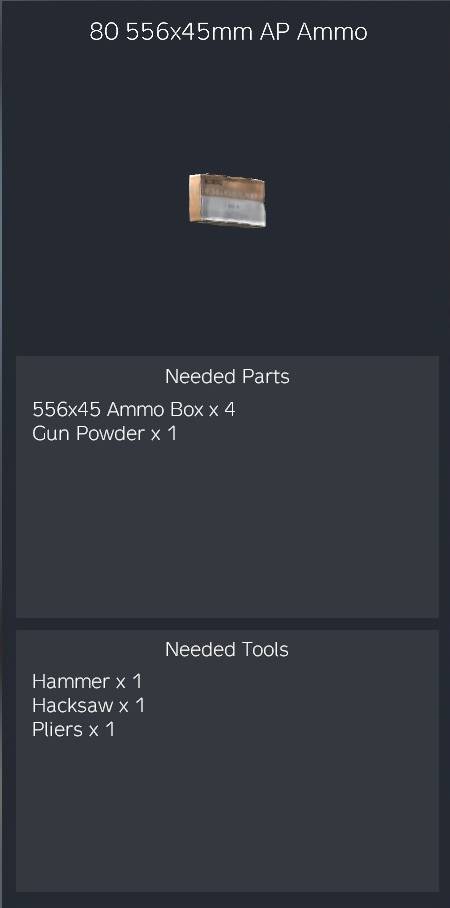 80 556x45mm AP Ammo
Needed Parts
556x45 Ammo Box x 4
Gun Powder x 1
Needed Tools
Hammer x 1
Hacksaw x 1
Pliers x 1